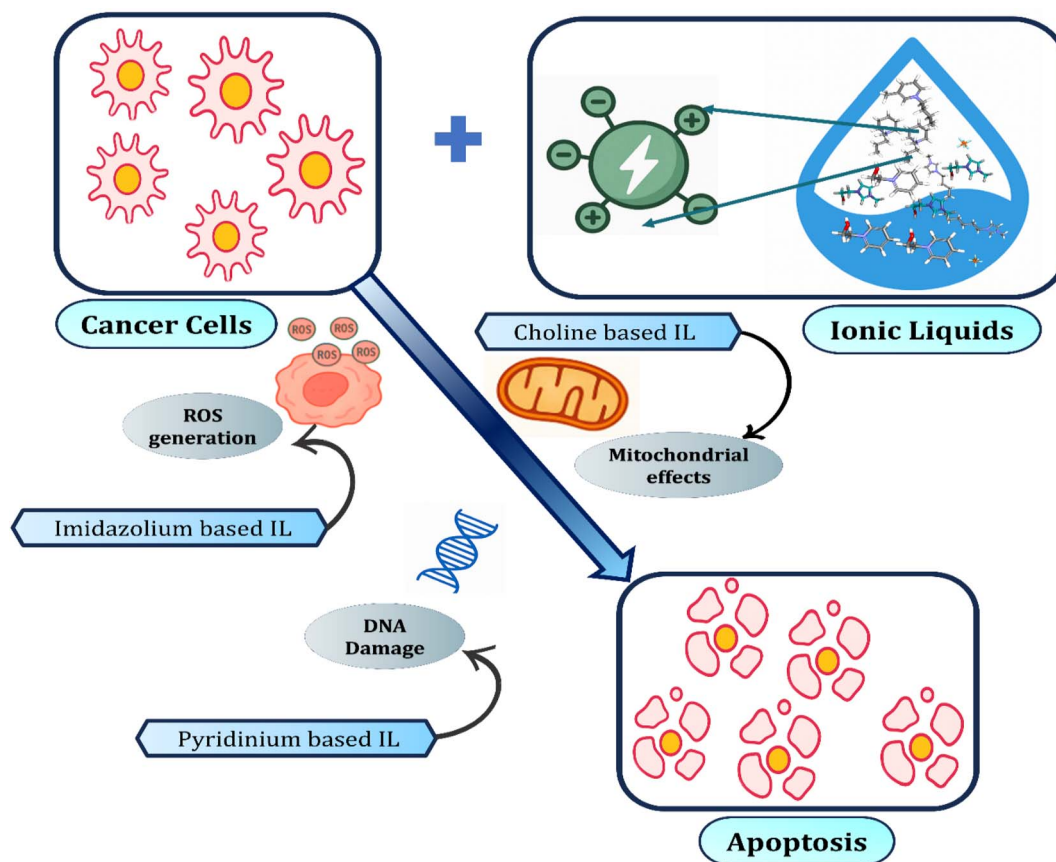 Cancer Cells
Ionic Liquids
ROS
ROS
ROS
ROS
Choline based IL
ROS
generation
Mitochondrial
effects
Imidazolium based IL
DNA
Damage
Pyridinium based IL
Apoptosis